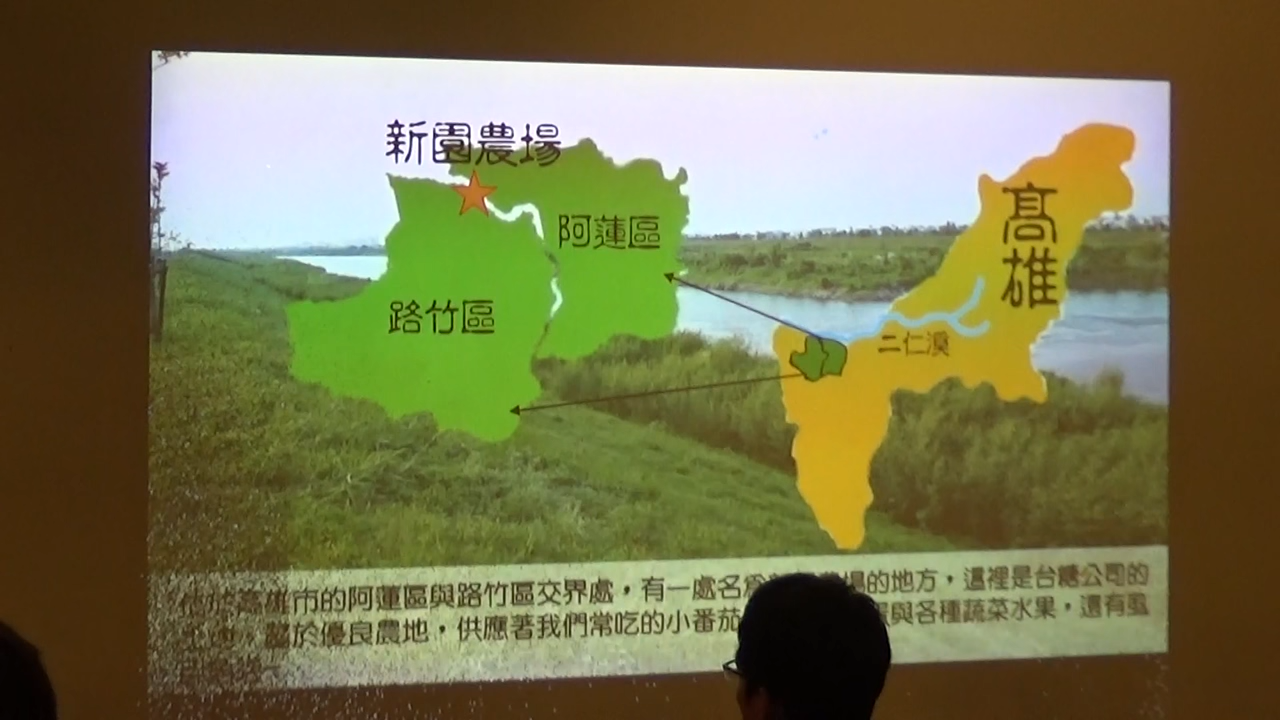 新園農場
阿蓮區
路竹區
高雄
二仁溪
高雄市的阿蓮區與路竹區交界處，有一處名為 農場的地方，這裡是台糖公司的
屬於優良農地，供應著我們常吃的小番茄 與各種蔬菜水果，還有虱